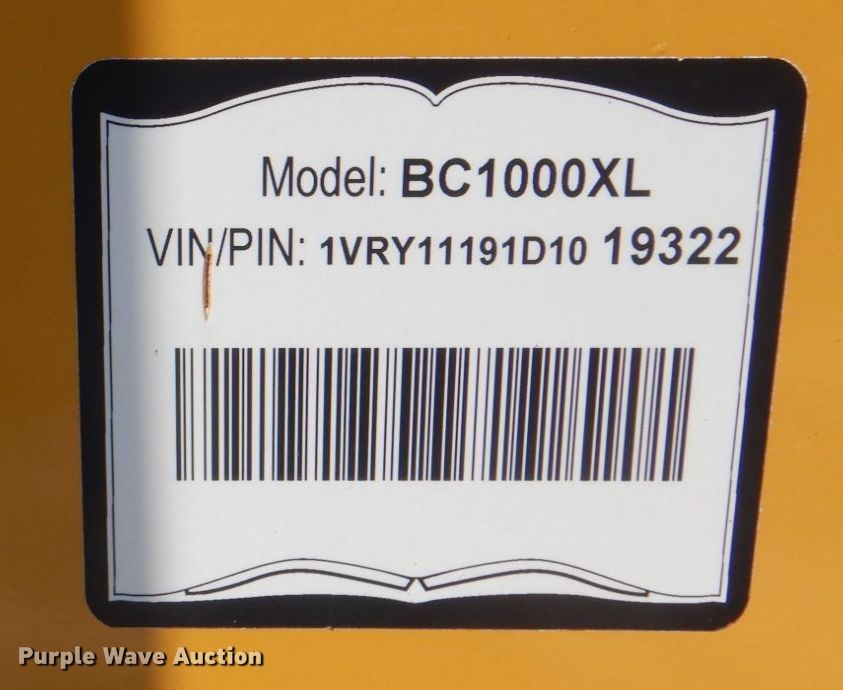 Model: BC1000XL
VIN/PIN: 1VRY11191D10 19322
Purple Wave Auction